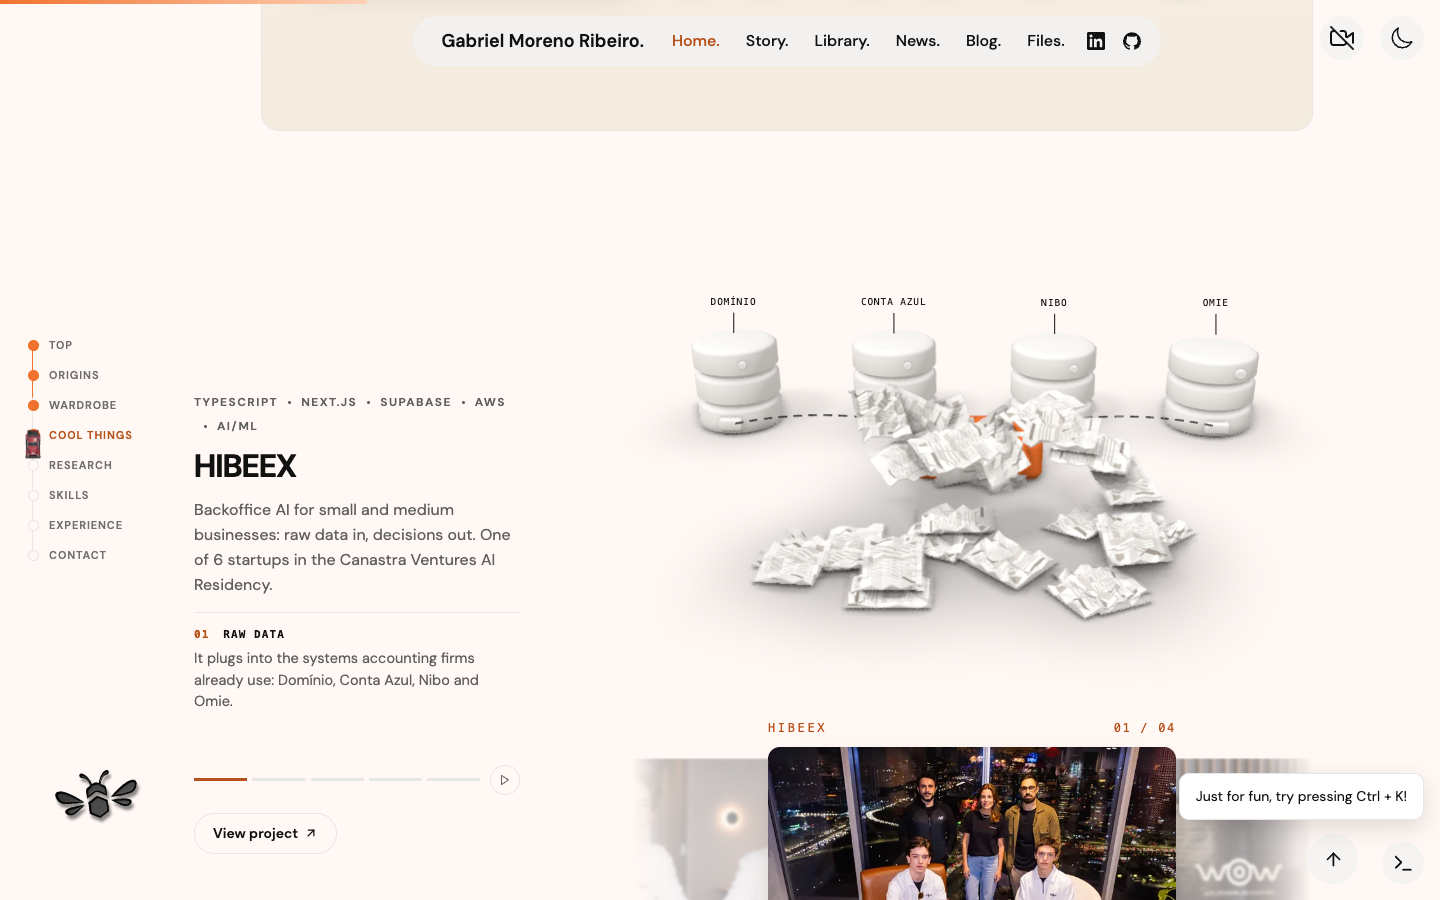 Gabriel Moreno Ribeiro.
Home.
Story.
Library.
News.
Blog.
Files.
DOMÍNIO
CONTA AZUL
NIBO
OMIE
TOP
ORIGINS
WARDROBE
COOL THINGS
RESEARCH
SKILLS
EXPERIENCE
CONTACT
TYPESCRIPT • NEXT.JS • SUPABASE • AWS
• AI/ML
HIBEEX
Backoffice AI for small and medium
businesses: raw data in, decisions out. One
of 6 startups in the Canastra Ventures AI
Residency.
01 RAW DATA
It plugs into the systems accounting firms
already use: Domínio, Conta Azul, Nibo and
Omie.
View project
HIBEEX
01 / 04
WOW
Just for fun, try pressing Ctrl + K!